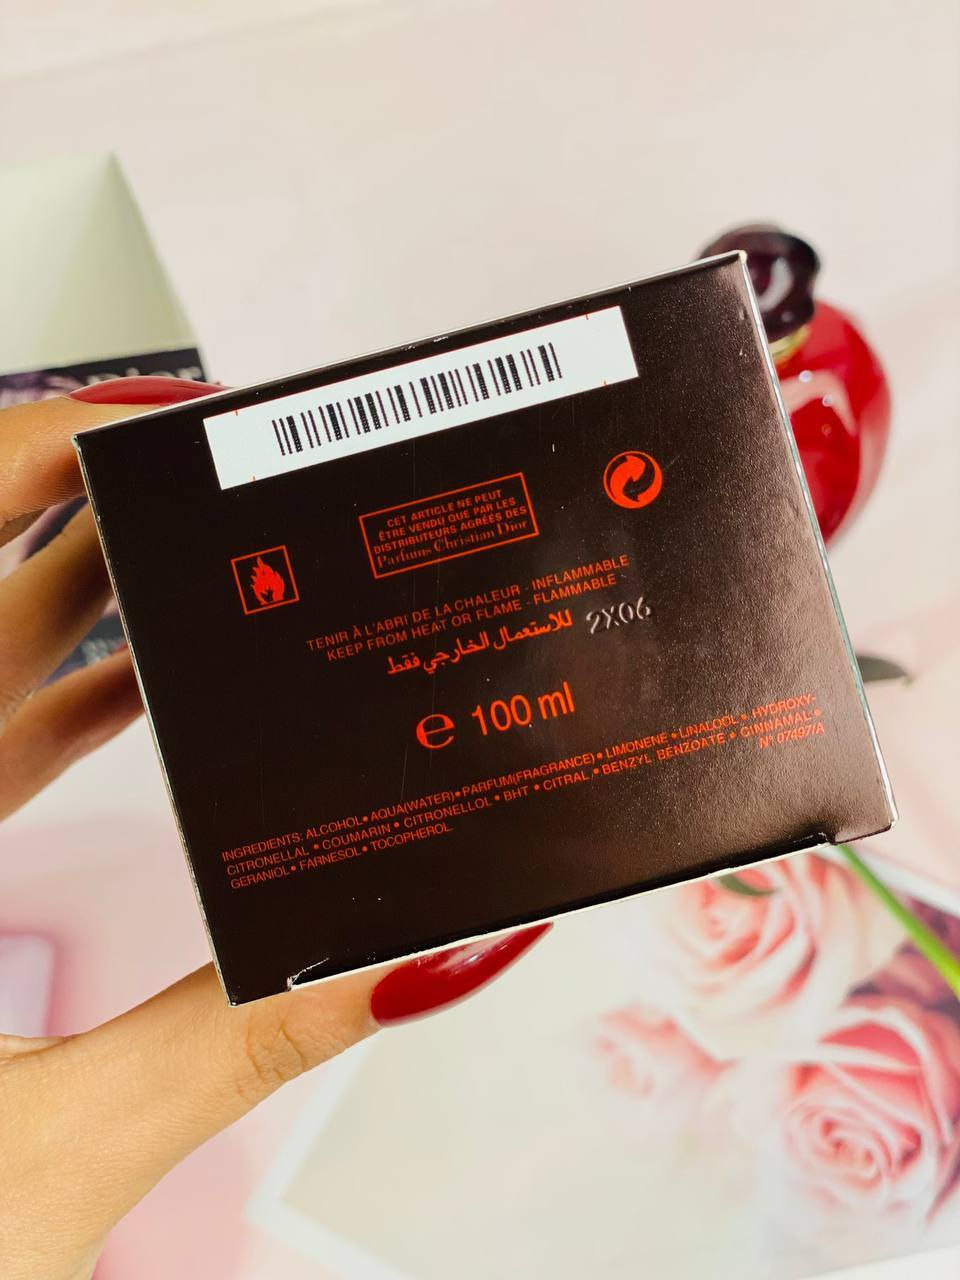 Dior
CET ARTICLE NE PEUT
ÊTRE VENDU QUE PAR LES
DISTRIBUTEURS AGRÉÉS DES
Parfums Christian Dior
TENIR À L'ABRI DE LA CHALEUR - INFLAMMABLE
KEEP FROM HEAT OR FLAME - FLAMMABLE
للاستعمال الخارجي فقط
2X06
e 100 ml
INGREDIENTS: ALCOHOL • AQUA(WATER) • PARFUM(FRAGRANCE) • LIMONENE • LINALOOL • HYDROXY-
CITRONELLAL • COUMARIN • CITRONELLOL • BHT • CITRAL • BENZYL BENZOATE • CINNAMAL •
GERANIOL • FARNESOL • TOCOPHEROL.
N° 07497/A